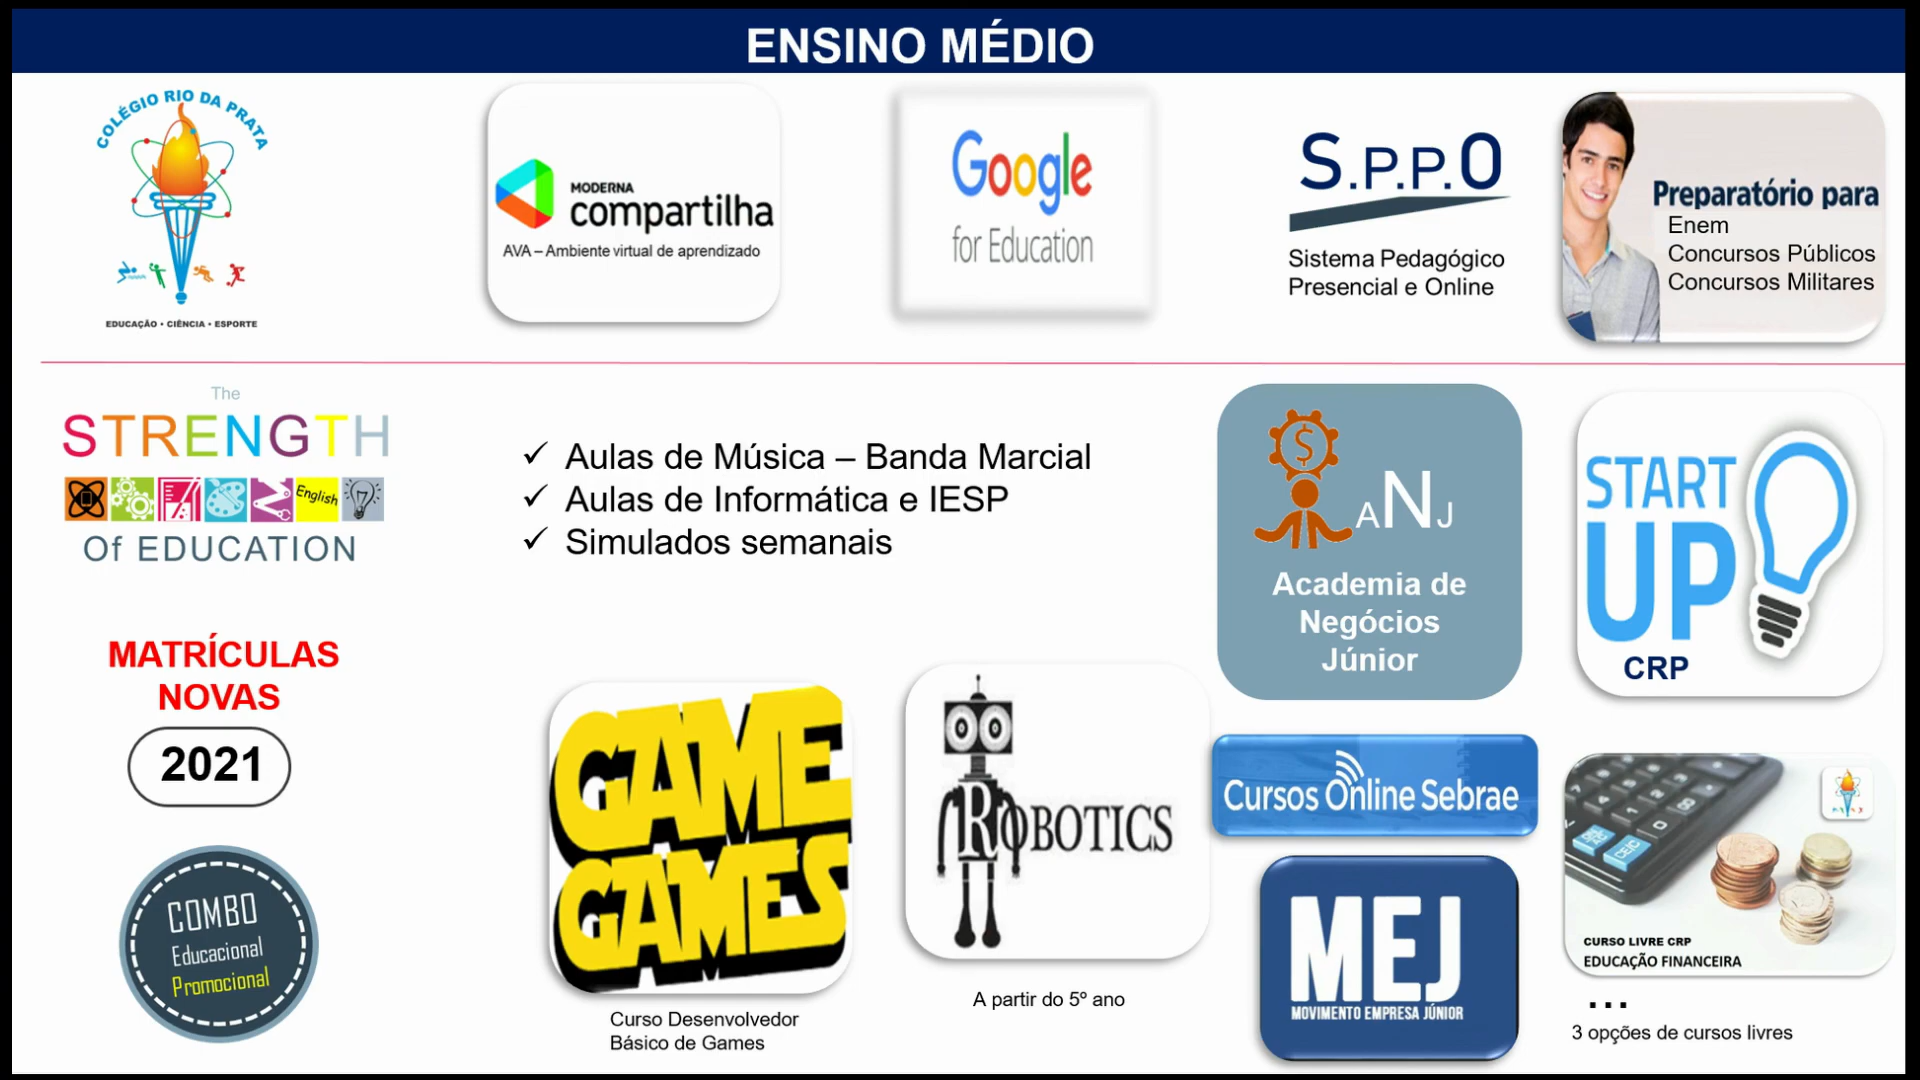 ENSINO MÉDIO
COLÉGIO RIO DA PRATA
EDUCAÇÃO • CIÊNCIA • ESPORTE
MODERNA
compartilha
AVA – Ambiente virtual de aprendizado
Google
for Education
S.P.P.O
Sistema Pedagógico
Presencial e Online
Preparatório para
Enem
Concursos Públicos
Concursos Militares
The
STRENGTH
English
Of EDUCATION
✓ Aulas de Música – Banda Marcial
✓ Aulas de Informática e IESP
✓ Simulados semanais
$
ANJ
Academia de
Negócios
Júnior
START
UP
CRP
MATRÍCULAS
NOVAS
2021
COMBO
Educacional
Promocional
GAME
GAMES
Curso Desenvolvedor
Básico de Games
ROBOTICS
A partir do 5º ano
Cursos Online Sebrae
MEJ
MOVIMENTO EMPRESA JÚNIOR
CURSO LIVRE CRP
EDUCAÇÃO FINANCEIRA
...
3 opções de cursos livres